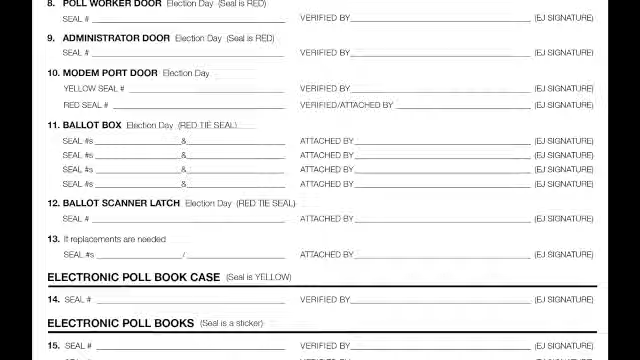 8. POLL WORKER DOOR Election Day (Seal is RED)
SEAL # VERIFIED BY (EJ SIGNATURE)
9. ADMINISTRATOR DOOR Election Day (Seal is RED)
SEAL # VERIFIED BY (EJ SIGNATURE)
10. MODEM PORT DOOR Election Day
YELLOW SEAL # VERIFIED BY (EJ SIGNATURE)
RED SEAL # VERIFIED/ATTACHED BY (EJ SIGNATURE)
11. BALLOT BOX Election Day (RED TIE SEAL)
SEAL #s & ATTACHED BY (EJ SIGNATURE)
SEAL #s & ATTACHED BY (EJ SIGNATURE)
SEAL #s & ATTACHED BY (EJ SIGNATURE)
SEAL #s & ATTACHED BY (EJ SIGNATURE)
12. BALLOT SCANNER LATCH Election Day (RED TIE SEAL)
SEAL # ATTACHED BY (EJ SIGNATURE)
13. If replacements are needed
SEAL #s / ATTACHED BY (EJ SIGNATURE)
ELECTRONIC POLL BOOK CASE (Seal is YELLOW)
14. SEAL # VERIFIED BY (EJ SIGNATURE)
ELECTRONIC POLL BOOKS (Seal is a sticker)
15. SEAL # VERIFIED BY (EJ SIGNATURE)